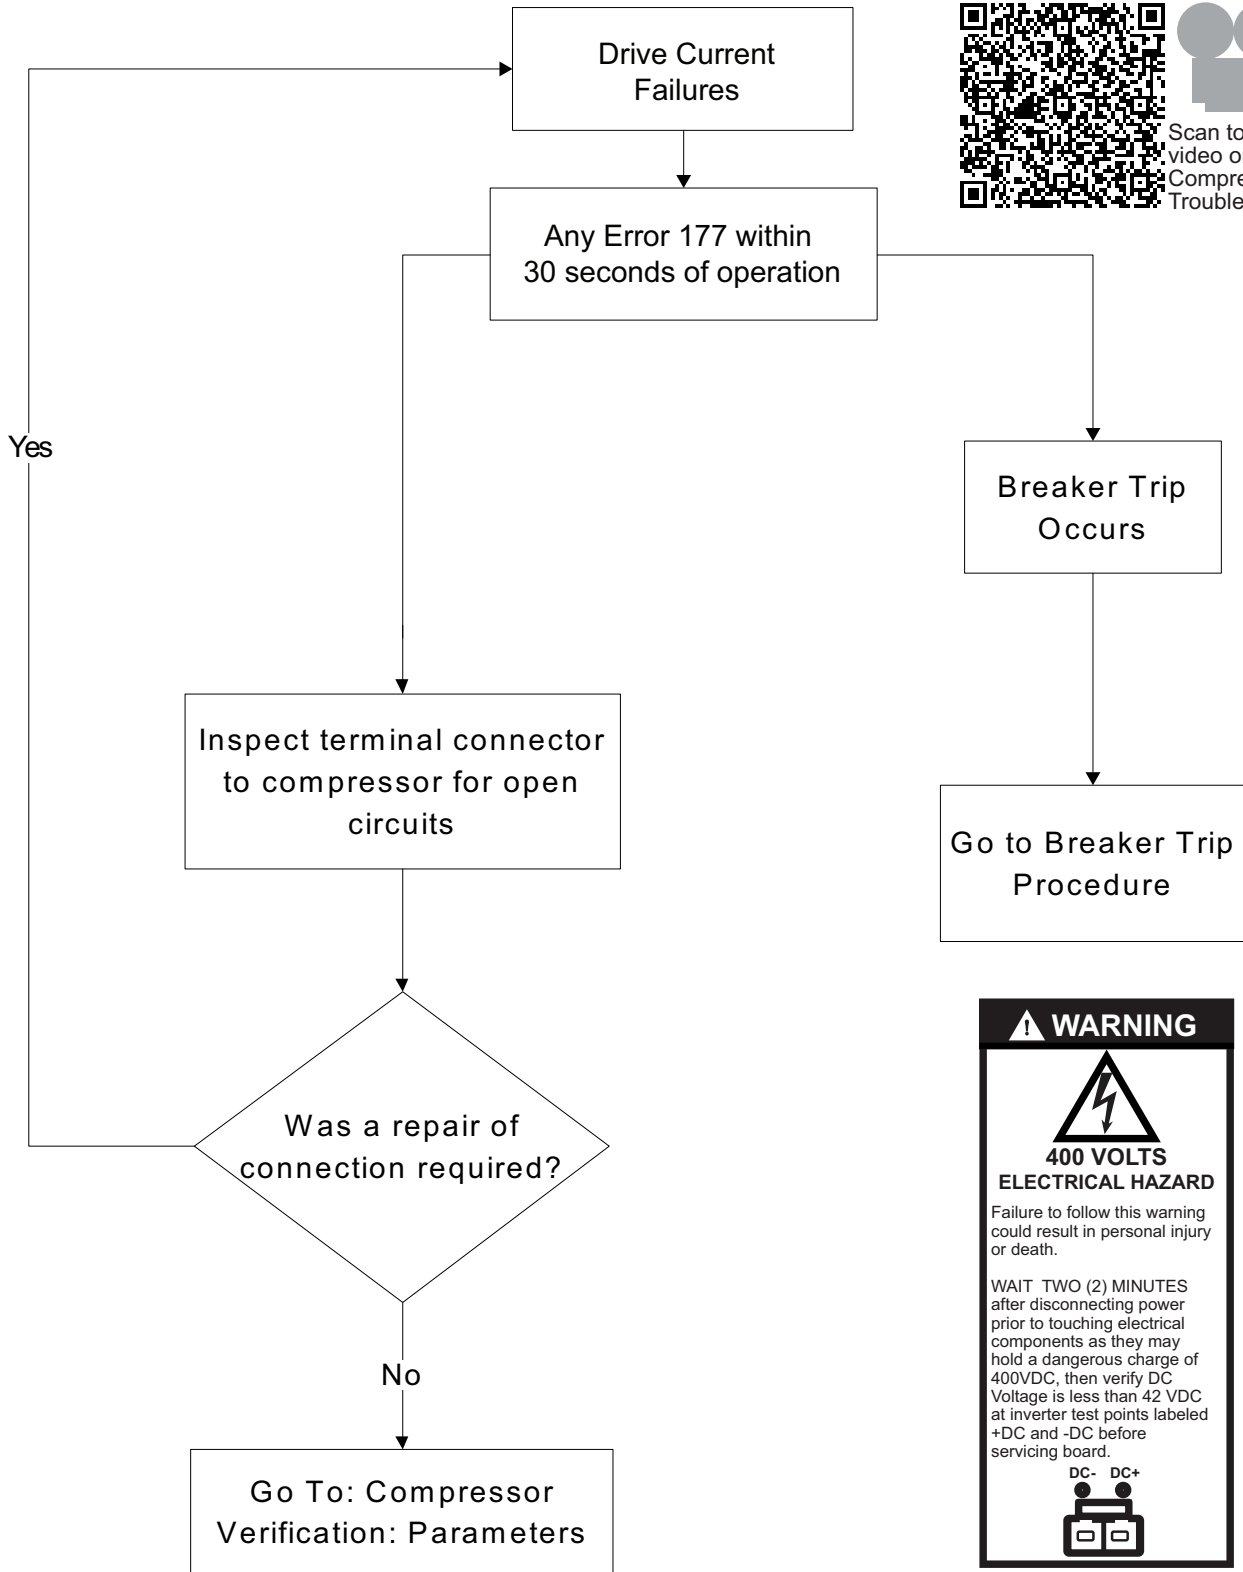 Drive Current
Failures
Scan to
video o
Compre
Trouble
Any Error 177 within
30 seconds of operation
Yes
Breaker Trip
Occurs
Inspect terminal connector
to compressor for open
circuits
Go to Breaker Trip
Procedure
Was a repair of
connection required?
No
Go To: Compressor
Verification: Parameters
WARNING
400 VOLTS
ELECTRICAL HAZARD
Failure to follow this warning
could result in personal injury
or death.
WAIT TWO (2) MINUTES
after disconnecting power
prior to touching electrical
components as they may
hold a dangerous charge of
400VDC, then verify DC
Voltage is less than 42 VDC
at inverter test points labeled
+DC and -DC before
servicing board.
DC- DC+